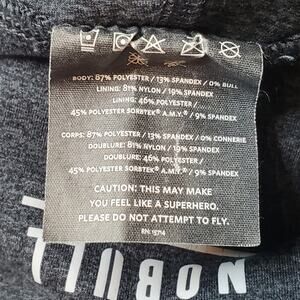 BODY: 87% POLYESTER / 13% SPANDEX / 0% BULL
LINING: 81% NYLON / 19% SPANDEX
LINING: 46% POLYESTER /
45% POLYESTER SORBTEK® A.M.Y.® / 9% SPANDEX
CORPS: 87% POLYESTER / 13% SPANDEX / 0% CONNERIE
DOUBLURE: 81% NYLON / 19% SPANDEX
DOUBLURE: 46% POLYESTER /
45% POLYESTER SORBTEK® A.M.Y.® / 9% SPANDEX
CAUTION: THIS MAY MAKE
YOU FEEL LIKE A SUPERHERO.
PLEASE DO NOT ATTEMPT TO FLY.
RN: 15714
NOBULL